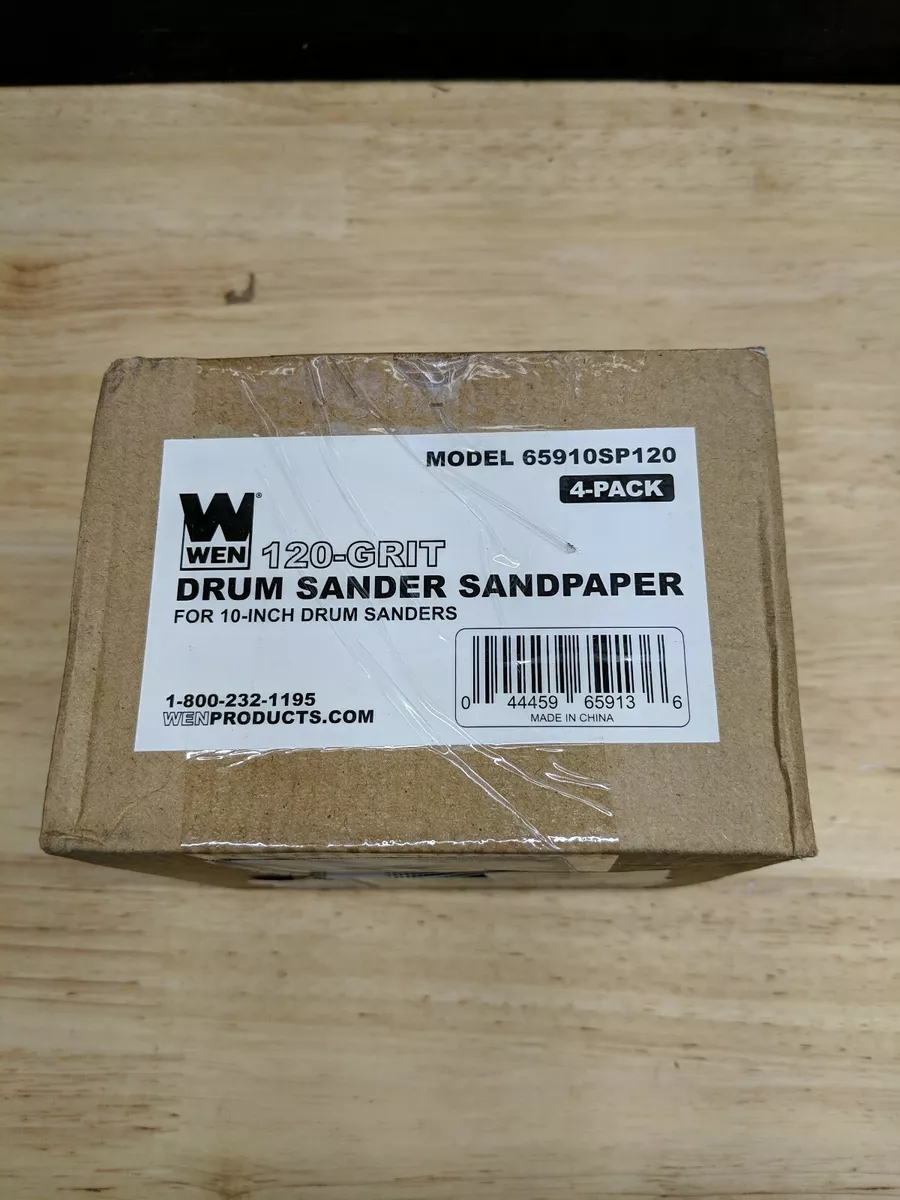 MODEL 65910SP120
4-PACK
W®
WEN
120-GRIT
DRUM SANDER SANDPAPER
FOR 10-INCH DRUM SANDERS
1-800-232-1195
WENPRODUCTS.COM
0 44459 65913 6
MADE IN CHINA